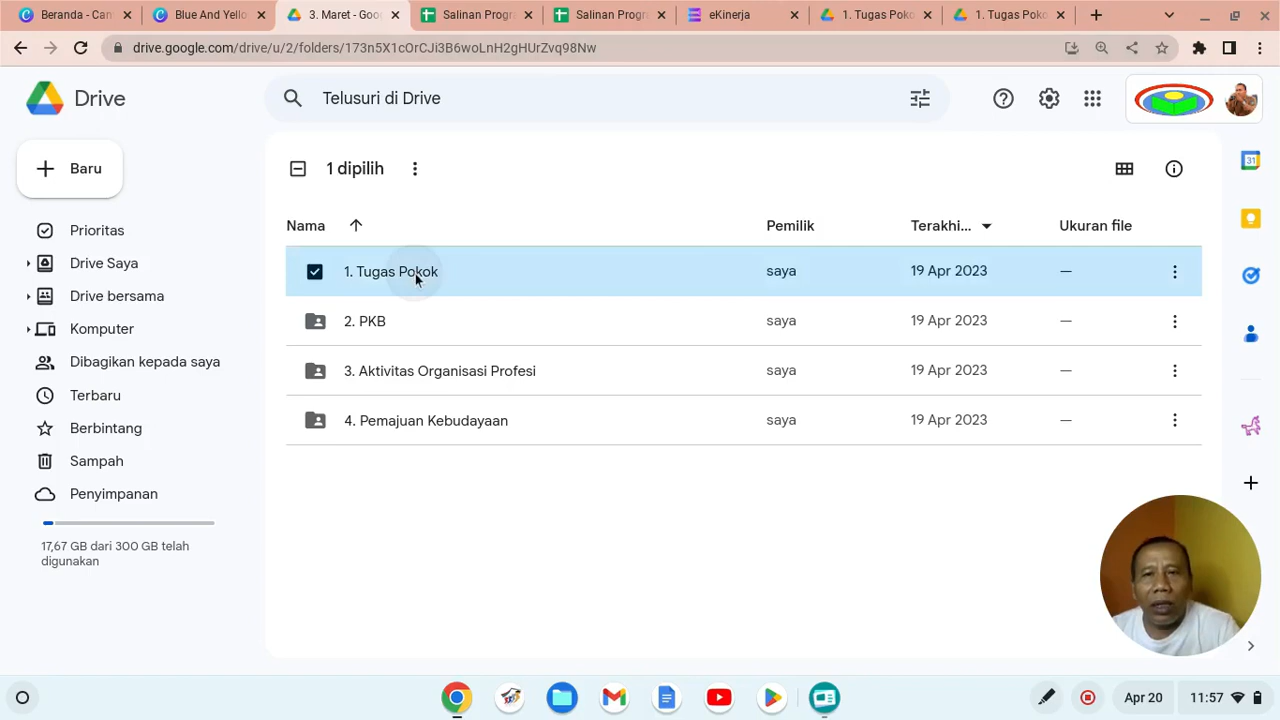 Beranda - Can
Blue And Yello
3. Maret - Goo
Salinan Progra
Salinan Progra
eKinerja
1. Tugas Poko
1. Tugas Poko
drive.google.com/drive/u/2/folders/173n5X1cOrCJi3B6woLnH2gHUrZvq98Nw
Drive
Telusuri di Drive
Baru
1 dipilih
31
Nama
Pemilik
Terakhi...
Ukuran file
Prioritas
Drive Saya
Drive bersama
Komputer
Dibagikan kepada saya
Terbaru
Berbintang
Sampah
Penyimpanan
17,67 GB dari 300 GB telah
digunakan
1. Tugas Pokok saya 19 Apr 2023 —
2. PKB saya 19 Apr 2023 —
3. Aktivitas Organisasi Profesi saya 19 Apr 2023 —
4. Pemajuan Kebudayaan saya 19 Apr 2023 —
Apr 20
11:57